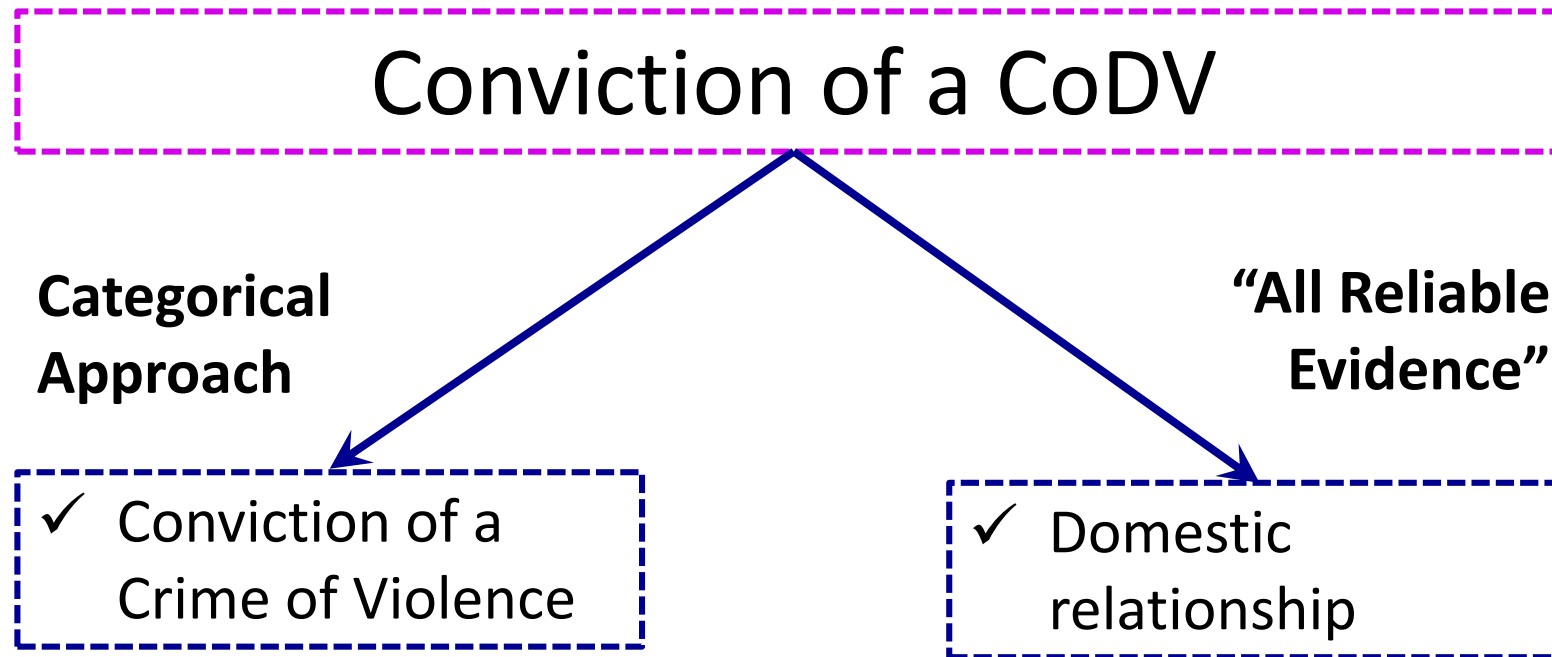 Conviction of a CoDV
Categorical
Approach
“All Reliable
Evidence”
✓ Conviction of a
Crime of Violence
✓ Domestic
relationship